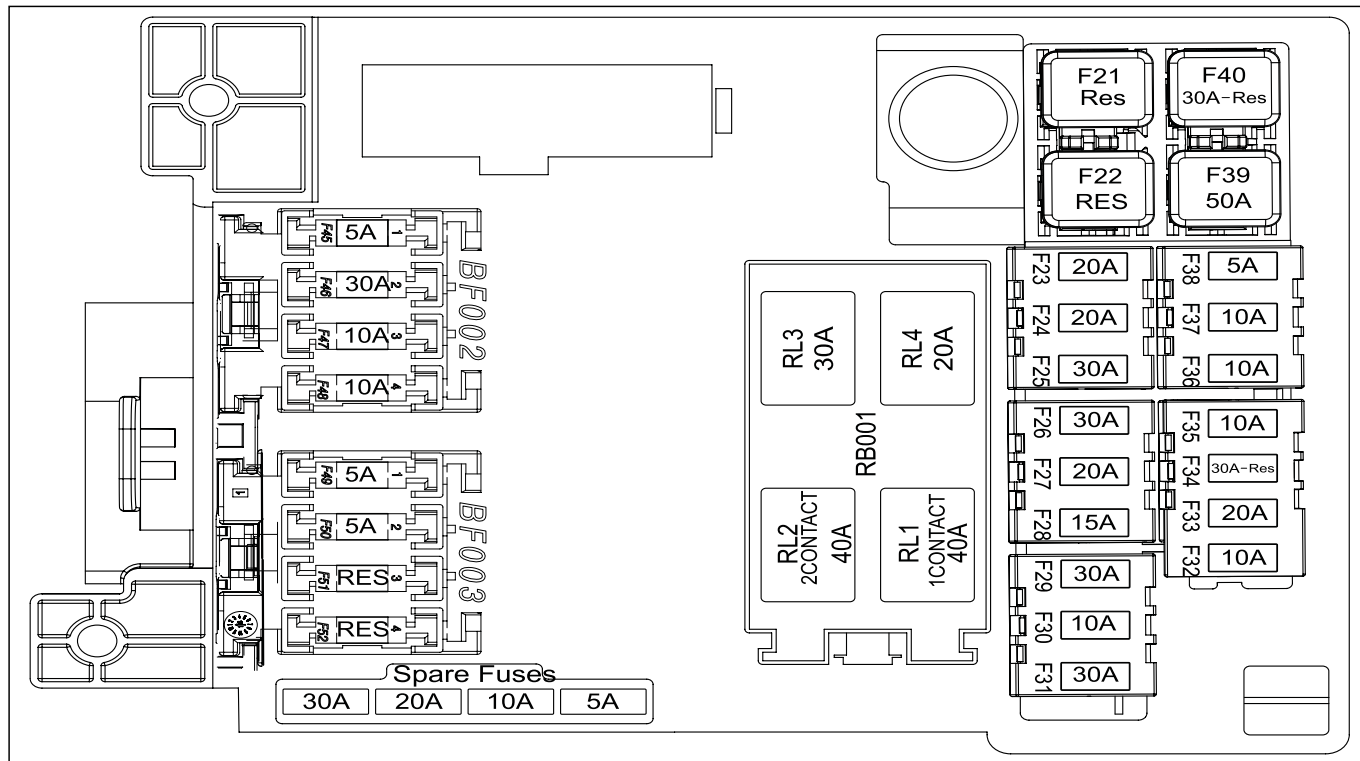 F21
Res
F40
30A-Res
F22
RES
F39
50A
F45 5A 1
F46 30A 2
F47 10A 3
F48 10A 4
BF002
F49 5A 1
F50 5A 2
F51 RES 3
F52 RES 4
BF003
1
Spare Fuses
30A 20A 10A 5A
RL3
30A
RL4
20A
RB001
RL2
2CONTACT
40A
RL1
1CONTACT
40A
F23 20A
F24 20A
F25 30A
F26 30A
F27 20A
F28 15A
F29 30A
F30 10A
F31 30A
F38 5A
F37 10A
F36 10A
F35 10A
F34 30A-Res
F33 20A
F32 10A